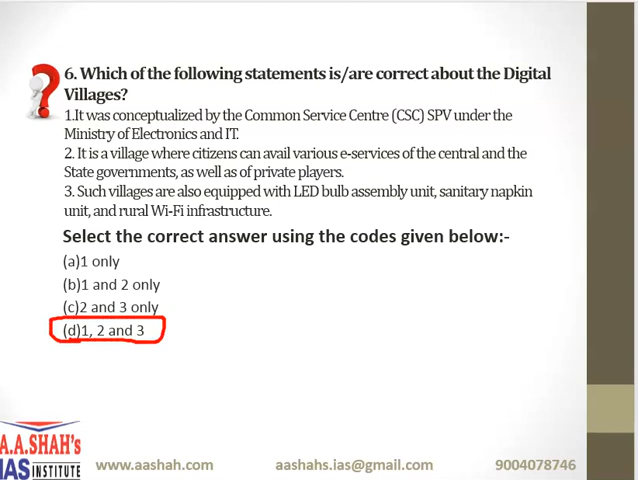 6. Which of the following statements is/are correct about the Digital
Villages?
1.It was conceptualized by the Common Service Centre (CSC) SPV under the
Ministry of Electronics and IT.
2. It is a village where citizens can avail various e-services of the central and the
State governments, as well as of private players.
3. Such villages are also equipped with LED bulb assembly unit, sanitary napkin
unit, and rural Wi-Fi infrastructure.
Select the correct answer using the codes given below:-
(a)1 only
(b)1 and 2 only
(c)2 and 3 only
(d)1, 2 and 3
A.A.SHAH's
IAS INSTITUTE
www.aashah.com aashahs.ias@gmail.com 9004078746